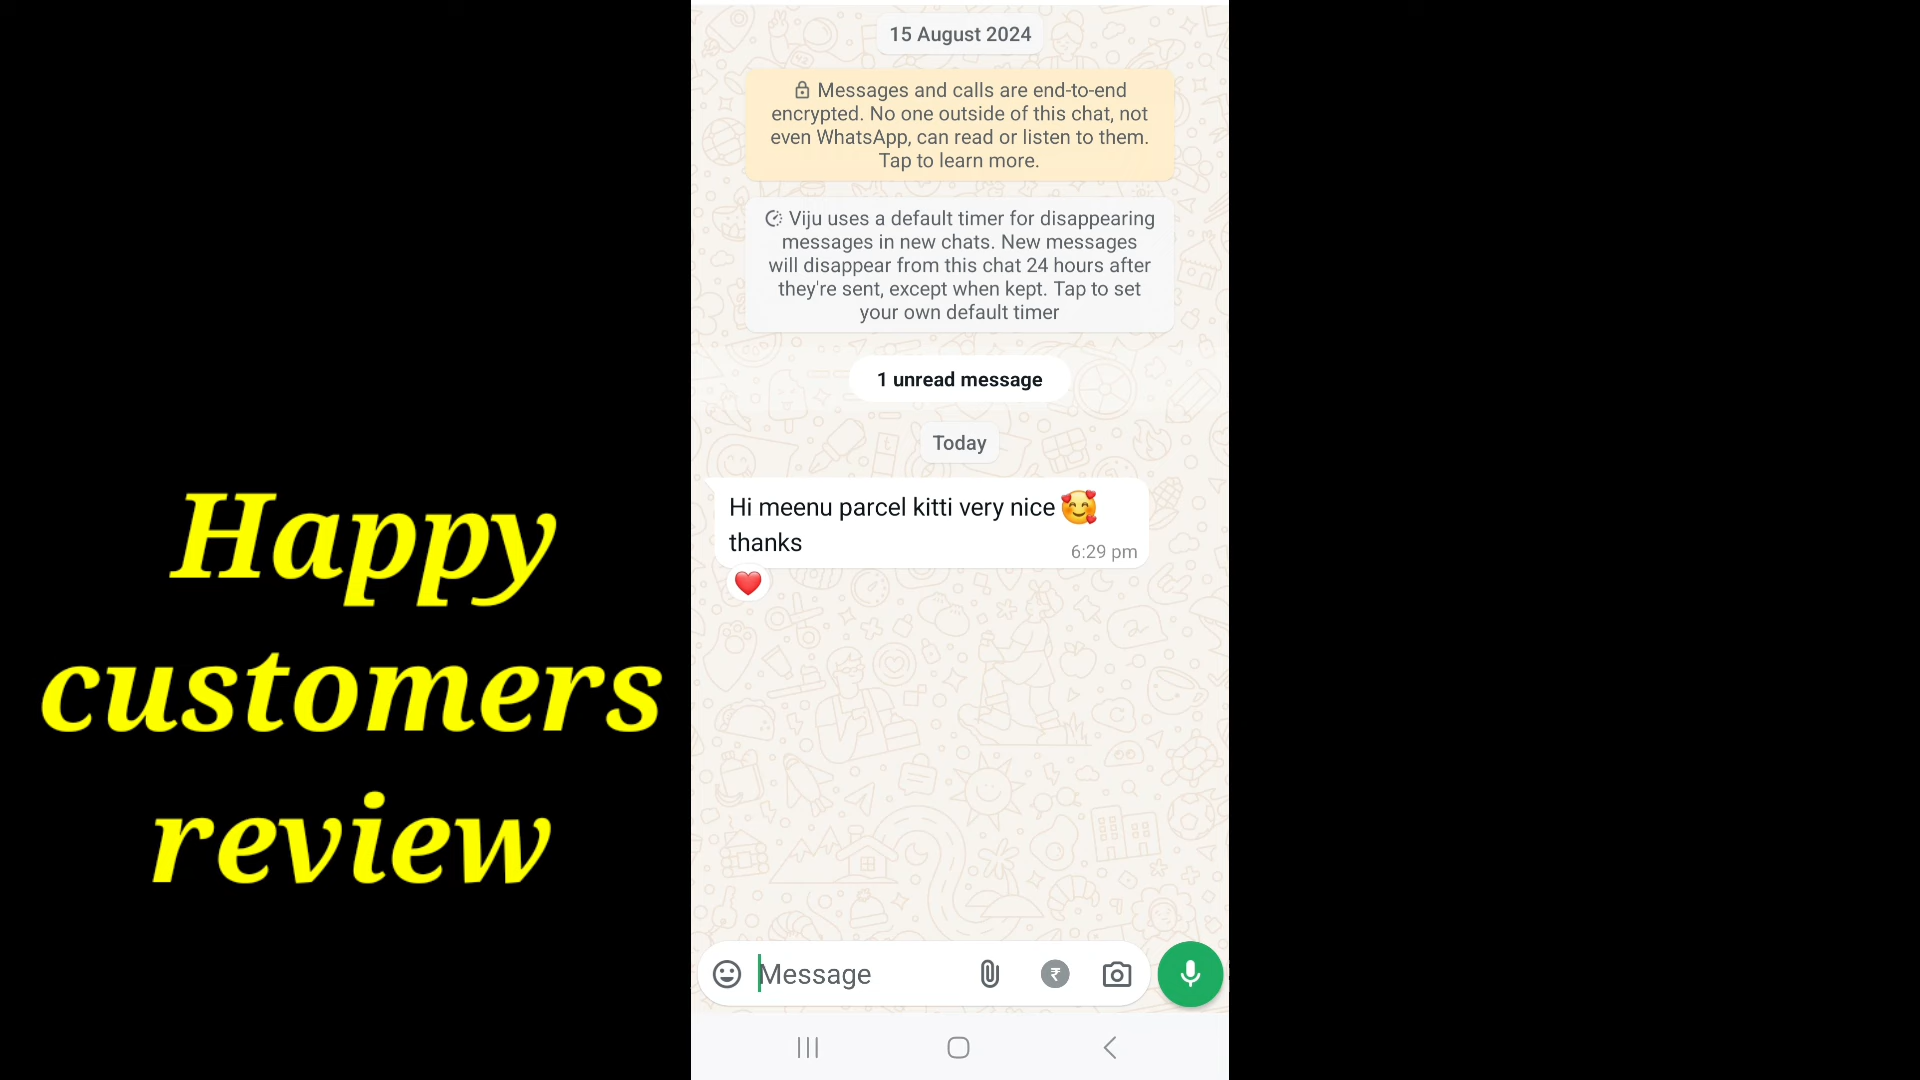 Happy
customers
review
15 August 2024
Messages and calls are end-to-end
encrypted. No one outside of this chat, not
even WhatsApp, can read or listen to them.
Tap to learn more.
Viju uses a default timer for disappearing
messages in new chats. New messages
will disappear from this chat 24 hours after
they're sent, except when kept. Tap to set
your own default timer
1 unread message
Today
Hi meenu parcel kitti very nice 🥰
thanks
6:29 pm
Message